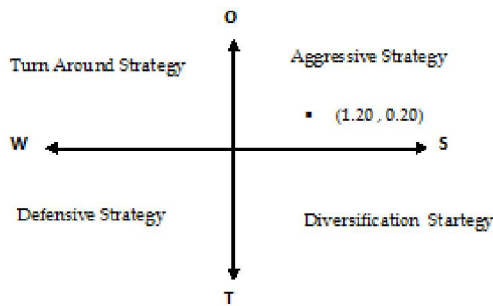 O
Turn Around Strategy
Aggressive Strategy
▪ (1.20 , 0.20)
W
S
Defensive Strategy
Diversification Startegy
T